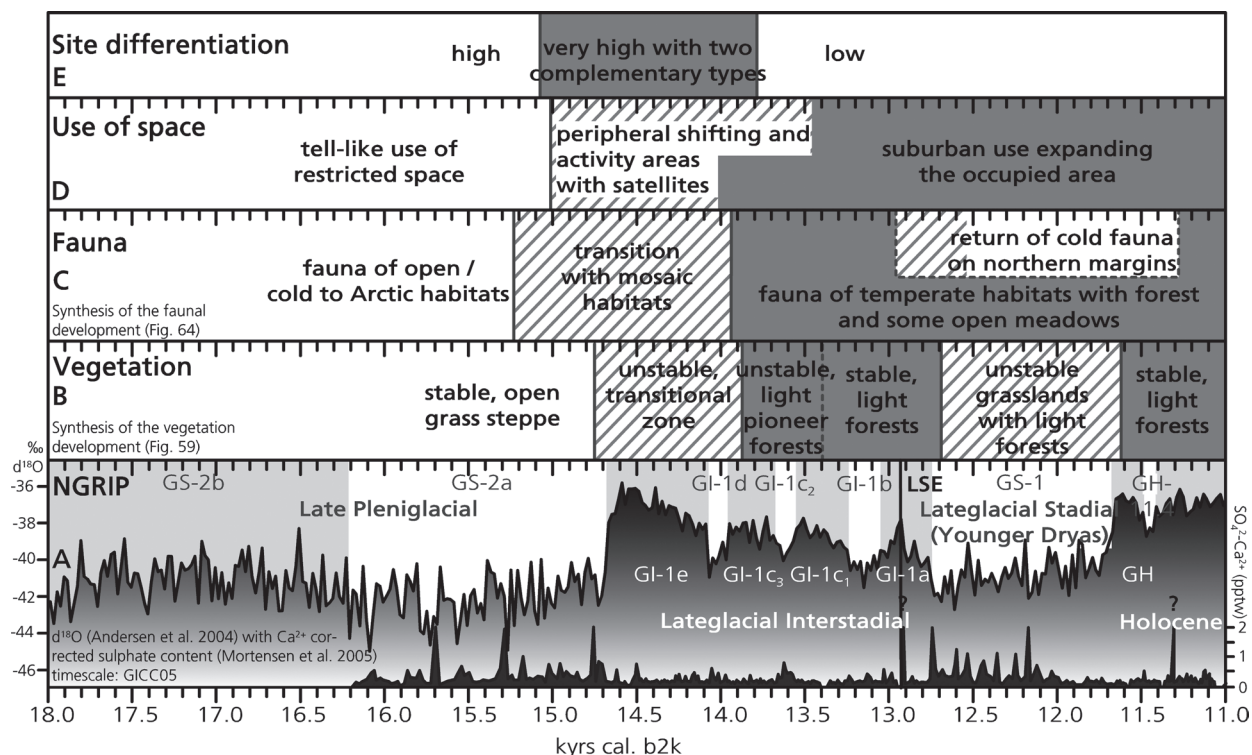 Site differentiation
E
high
very high with two
complementary types
low
Use of space
D
tell-like use of
restricted space
peripheral shifting and
activity areas
with satellites
suburban use expanding
the occupied area
Fauna
C
Synthesis of the faunal
development (Fig. 64)
fauna of open /
cold to Arctic habitats
transition
with mosaic
habitats
return of cold fauna
on northern margins
fauna of temperate habitats with forest
and some open meadows
Vegetation
B
Synthesis of the vegetation
development (Fig. 59)
stable, open
grass steppe
unstable,
transitional
zone
unstable,
light
pioneer
forests
stable,
light
forests
unstable
grasslands
with light
forests
stable,
light
forests
‰
d¹⁸O
-36
-38
-40
-42
-44
-46
NGRIP
A
GS-2b
GS-2a
GI-1d
GI-1c₂
GI-1b
LSE
GS-1
GH-
Late Pleniglacial
Lateglacial Stadial
(Younger Dryas)
GI-1e
GI-1c₃
GI-1c₁
GI-1a
GH
?
?
Lateglacial Interstadial
Holocene
d¹⁸O (Andersen et al. 2004) with Ca²⁺ cor-
rected sulphate content (Mortensen et al. 2005)
timescale: GICC05
SO₄²⁻-Ca²⁺ (pptw)
2
1
0
18.0 17.5 17.0 16.5 16.0 15.5 15.0 14.5 14.0 13.5 13.0 12.5 12.0 11.5 11.0
kyrs cal. b2k